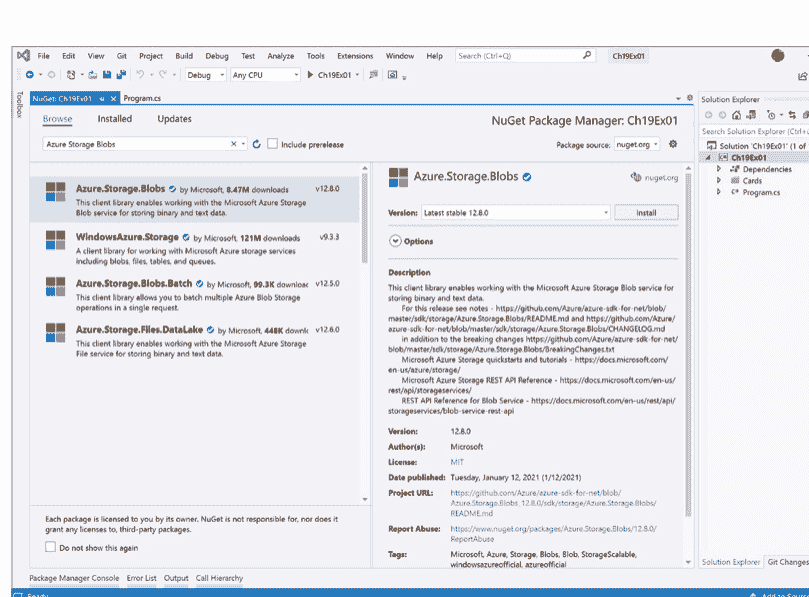 File Edit View Git Project Build Debug Test Analyze Tools Extensions Window Help Search (Ctrl+Q) Ch19Ex01
Debug Any CPU Ch19Ex01
Toolbox
NuGet: Ch19Ex01 Program.cs
Browse Installed Updates
NuGet Package Manager: Ch19Ex01
Azure Storage Blobs Include prerelease
Package source: nuget.org
Azure.Storage.Blobs by Microsoft, 8.47M downloads v12.8.0
This client library enables working with the Microsoft Azure Storage
Blob service for storing binary and text data.
WindowsAzure.Storage by Microsoft, 121M downloads v9.3.3
A client library for working with Microsoft Azure storage services
including blobs, files, tables, and queues.
Azure.Storage.Blobs.Batch by Microsoft, 99.3K downloac v12.5.0
This client library allows you to batch multiple Azure Blob Storage
operations in a single request.
Azure.Storage.Files.DataLake by Microsoft, 448K downlc v12.6.0
This client library enables working with the Microsoft Azure Storage
File service for storing binary and text data.
Each package is licensed to you by its owner. NuGet is not responsible for, nor does it
grant any licenses to, third-party packages.
Do not show this again
Azure.Storage.Blobs nuget.org
Version: Latest stable 12.8.0 Install
Options
Description
This client library enables working with the Microsoft Azure Storage Blob service for
storing binary and text data.
For this release see notes - https://github.com/Azure/azure-sdk-for-net/blob/
master/sdk/storage/Azure.Storage.Blobs/README.md and https://github.com/Azure/
azure-sdk-for-net/blob/master/sdk/storage/Azure.Storage.Blobs/CHANGELOG.md
in addition to the breaking changes https://github.com/Azure/azure-sdk-for-net/
blob/master/sdk/storage/Azure.Storage.Blobs/BreakingChanges.txt
Microsoft Azure Storage quickstarts and tutorials - https://docs.microsoft.com/
en-us/azure/storage/
Microsoft Azure Storage REST API Reference - https://docs.microsoft.com/en-us/
rest/api/storageservices/
REST API Reference for Blob Service - https://docs.microsoft.com/en-us/rest/api/
storageservices/blob-service-rest-api
Version: 12.8.0
Author(s): Microsoft
License: MIT
Date published: Tuesday, January 12, 2021 (1/12/2021)
Project URL: https://github.com/Azure/azure-sdk-for-net/blob/
Azure.Storage.Blobs_12.8.0/sdk/storage/Azure.Storage.Blobs/
README.md
Report Abuse: https://www.nuget.org/packages/Azure.Storage.Blobs/12.8.0/
ReportAbuse
Tags: Microsoft, Azure, Storage, Blobs, Blob, StorageScalable,
windowsazureofficial, azureofficial
Solution Explorer
Search Solution Explorer (Ctrl+
Solution 'Ch19Ex01' (1 of
Ch19Ex01
Dependencies
Cards
Program.cs
Solution Explorer Git Changes
Package Manager Console Error List Output Call Hierarchy
Ready Add to Source